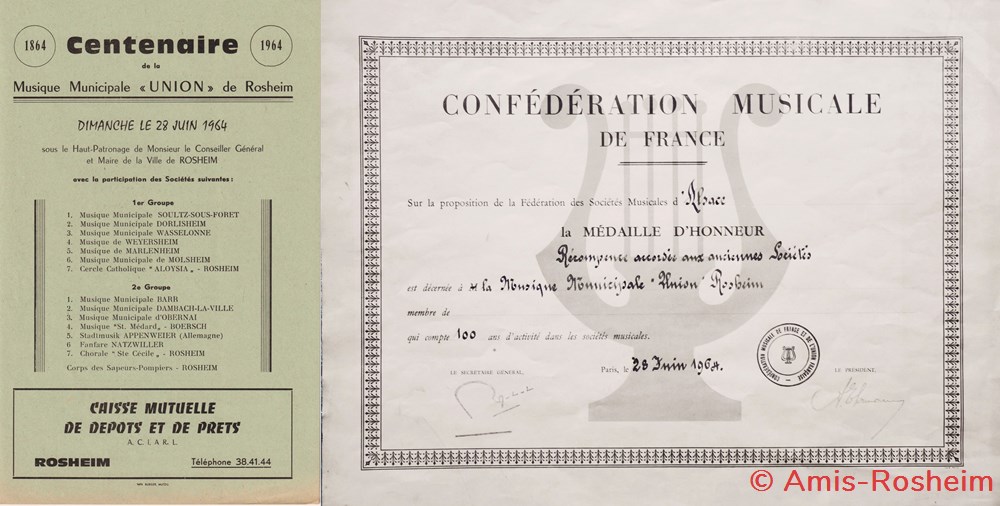 1864
Centenaire
1964
de la
Musique Municipale «UNION» de Rosheim
DIMANCHE LE 28 JUIN 1964
sous le Haut-Patronage de Monsieur le Conseiller Général
et Maire de la Ville de ROSHEIM
avec la participation des Sociétés suivantes :
1er Groupe
1. Musique Municipale SOULTZ-SOUS-FORET
2. Musique Municipale DORLISHEIM
3. Musique Municipale WASSELONNE
4. Musique de WEYERSHEIM
5. Musique de MARLENHEIM
6. Musique Municipale de MOLSHEIM
7. Cercle Catholique "ALOYSIA„ - ROSHEIM
2e Groupe
1. Musique Municipale BARR
2. Musique Municipale DAMBACH-LA-VILLE
3. Musique Municipale d'OBERNAI
4. Musique "St. Médard„ - BOERSCH
5. Stadtmusik APPENWEIER (Allemagne)
6 Fanfare NATZWILLER
7. Chorale "Ste Cécile„ - ROSHEIM
Corps des Sapeurs-Pompiers - ROSHEIM
CAISSE MUTUELLE
DE DEPOTS ET DE PRETS
A. C. I. A. R. L.
ROSHEIM
Téléphone 38.41.44
CONFÉDÉRATION MUSICALE
DE FRANCE
Sur la proposition de la Fédération des Sociétés Musicales d'Alsace
la MÉDAILLE D'HONNEUR
Récompense accordée aux anciennes Sociétés
est décernée à la Musique Municipale "Union" Rosheim
membre de
qui compte 100 ans d'activité dans les sociétés musicales.
Paris, le 28 Juin 1964.
LE SECRÉTAIRE GÉNÉRAL,
LE PRÉSIDENT,
CONFÉDÉRATION MUSICALE DE FRANCE ET DE L'UNION FRANÇAISE
© Amis-Rosheim